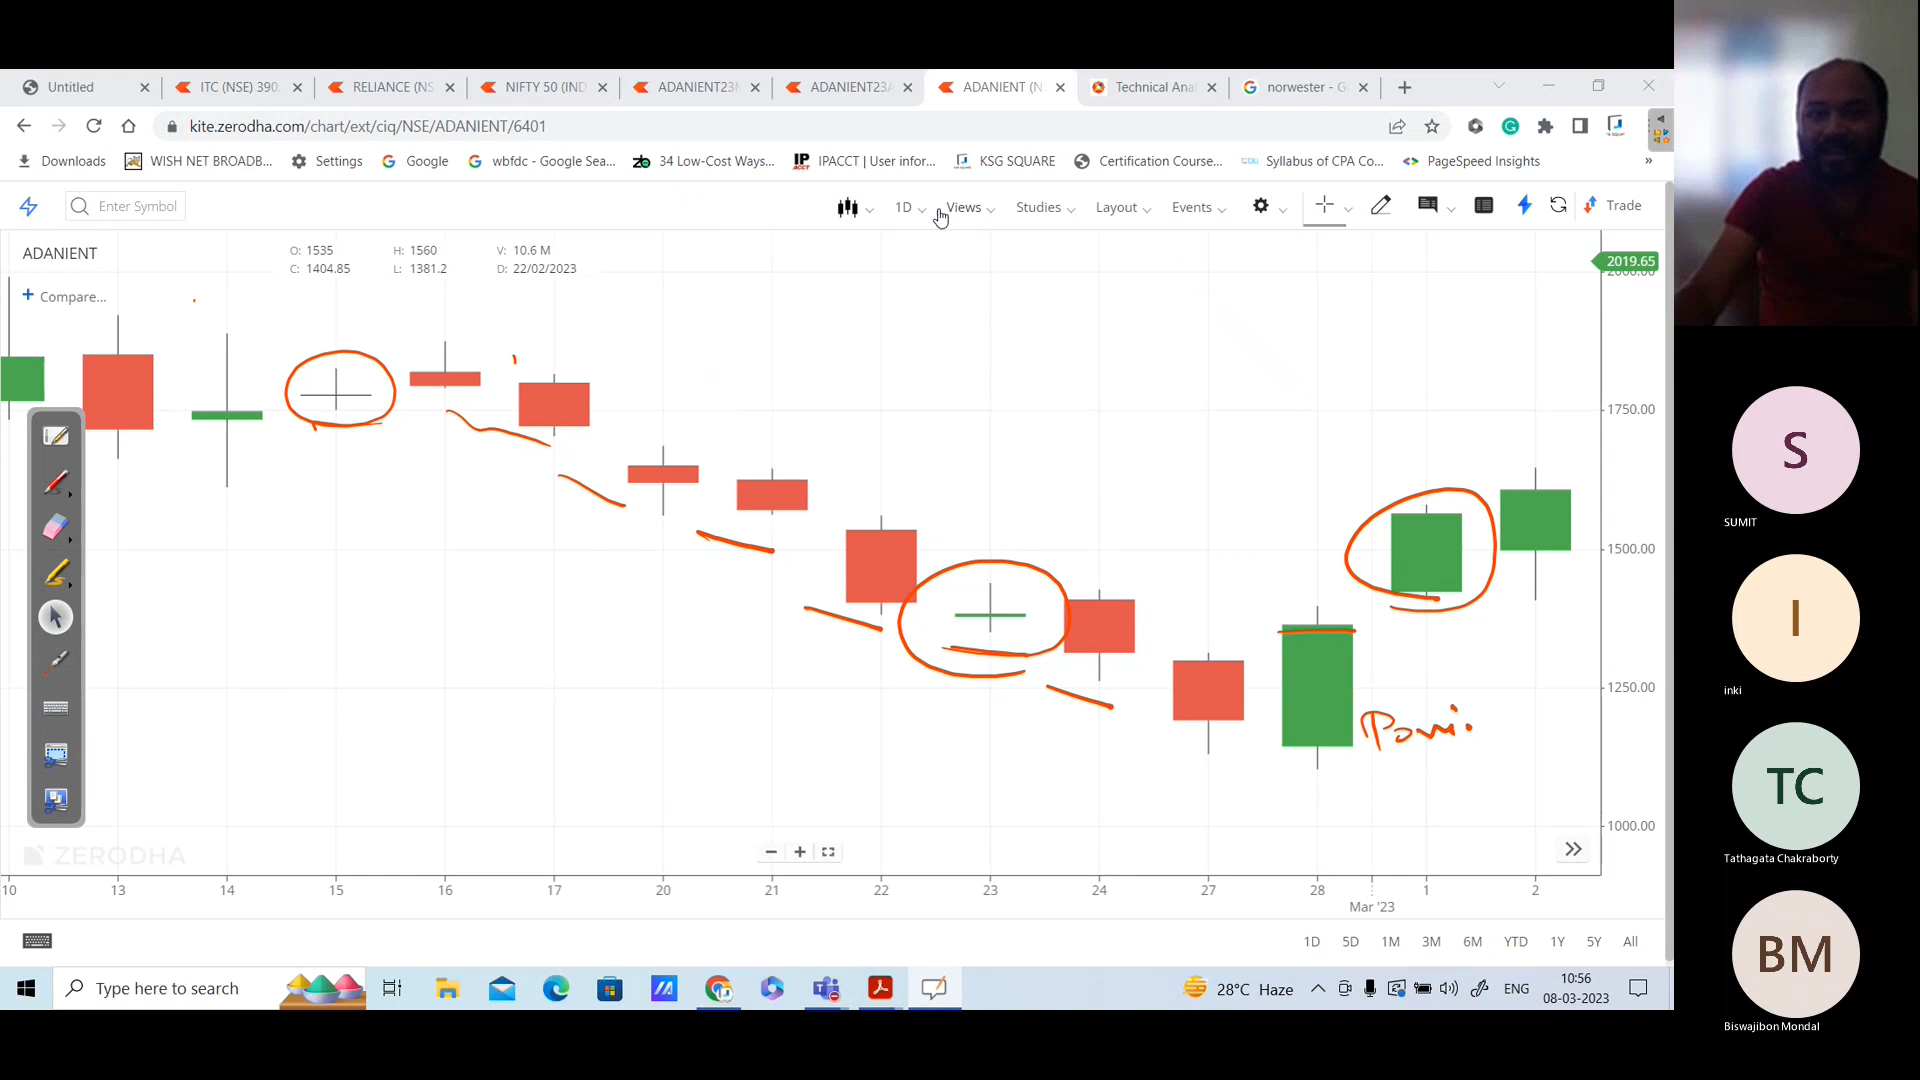 Untitled
ITC (NSE) 390.
RELIANCE (NS
NIFTY 50 (IND
ADANIENT23M
ADANIENT23A
ADANIENT (N
Technical Anal
norwester - G
kite.zerodha.com/chart/ext/ciq/NSE/ADANIENT/6401
Downloads
WISH NET BROADB...
Settings
Google
wbfdc - Google Sea...
34 Low-Cost Ways...
IPACCT | User infor...
KSG SQUARE
Certification Course...
Syllabus of CPA Co...
PageSpeed Insights
Enter Symbol
1D
Views
Studies
Layout
Events
Trade
ADANIENT
O: 1535 H: 1560 V: 10.6 M
C: 1404.85 L: 1381.2 D: 22/02/2023
Compare...
2019.65
2000.00
1750.00
1500.00
1250.00
1000.00
ZERODHA
10 13 14 15 16 17 20 21 22 23 24 27 28 1 2
Mar '23
1D 5D 1M 3M 6M YTD 1Y 5Y All
Type here to search
28°C Haze
ENG
10:56
08-03-2023
S
SUMIT
I
inki
TC
Tathagata Chakraborty
BM
Biswajibon Mondal